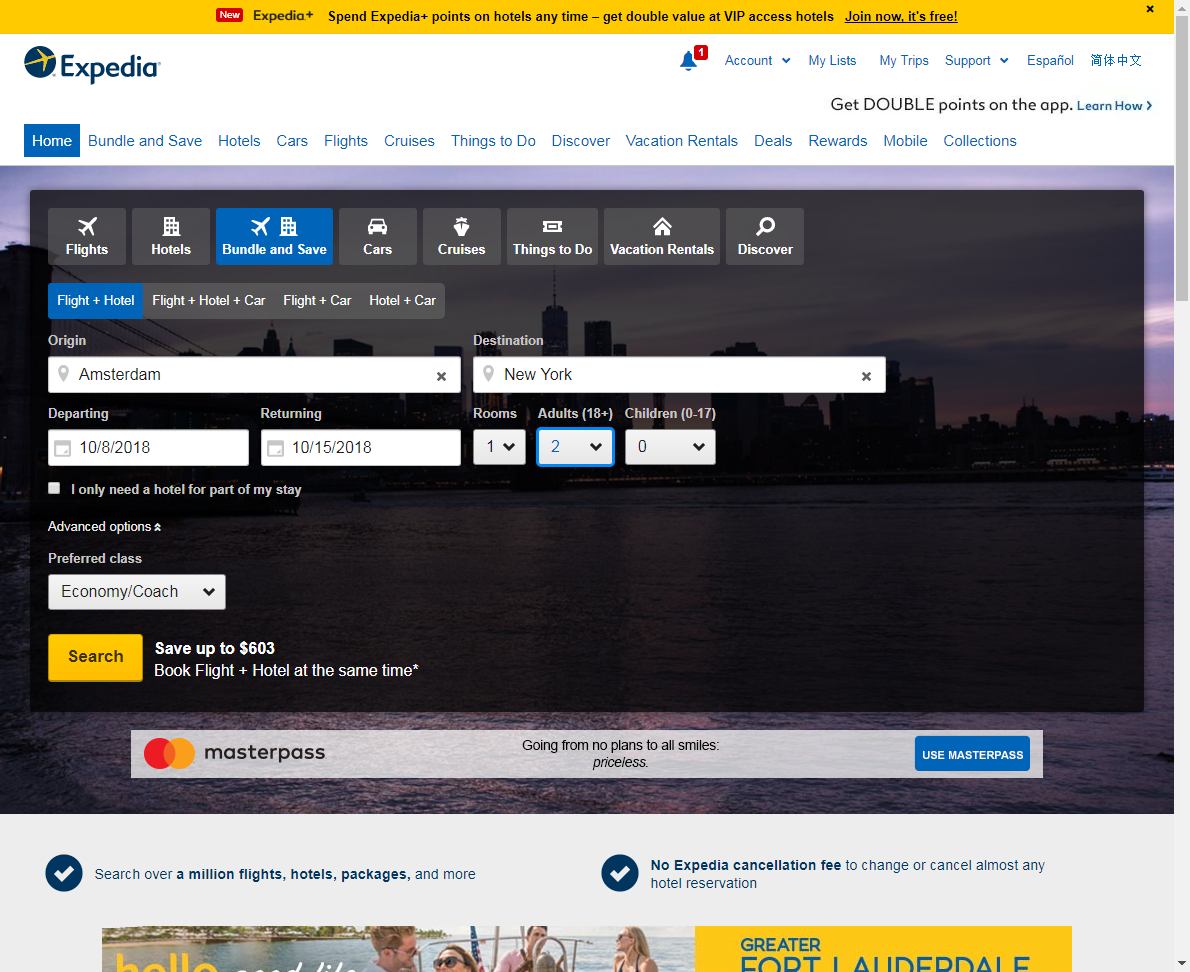 New Expedia+ Spend Expedia+ points on hotels any time – get double value at VIP access hotels Join now, it's free!
Expedia
1 Account My Lists My Trips Support Español 简体中文
Get DOUBLE points on the app. Learn How
Home Bundle and Save Hotels Cars Flights Cruises Things to Do Discover Vacation Rentals Deals Rewards Mobile Collections
Flights Hotels Bundle and Save Cars Cruises Things to Do Vacation Rentals Discover
Flight + Hotel Flight + Hotel + Car Flight + Car Hotel + Car
Origin Destination
Amsterdam New York
Departing Returning Rooms Adults (18+) Children (0-17)
10/8/2018 10/15/2018 1 2 0
I only need a hotel for part of my stay
Advanced options
Preferred class
Economy/Coach
Search
Save up to $603
Book Flight + Hotel at the same time*
masterpass
Going from no plans to all smiles:
priceless.
USE MASTERPASS
Search over a million flights, hotels, packages, and more
No Expedia cancellation fee to change or cancel almost any
hotel reservation
hello good life
GREATER
FORT LAUDERDALE